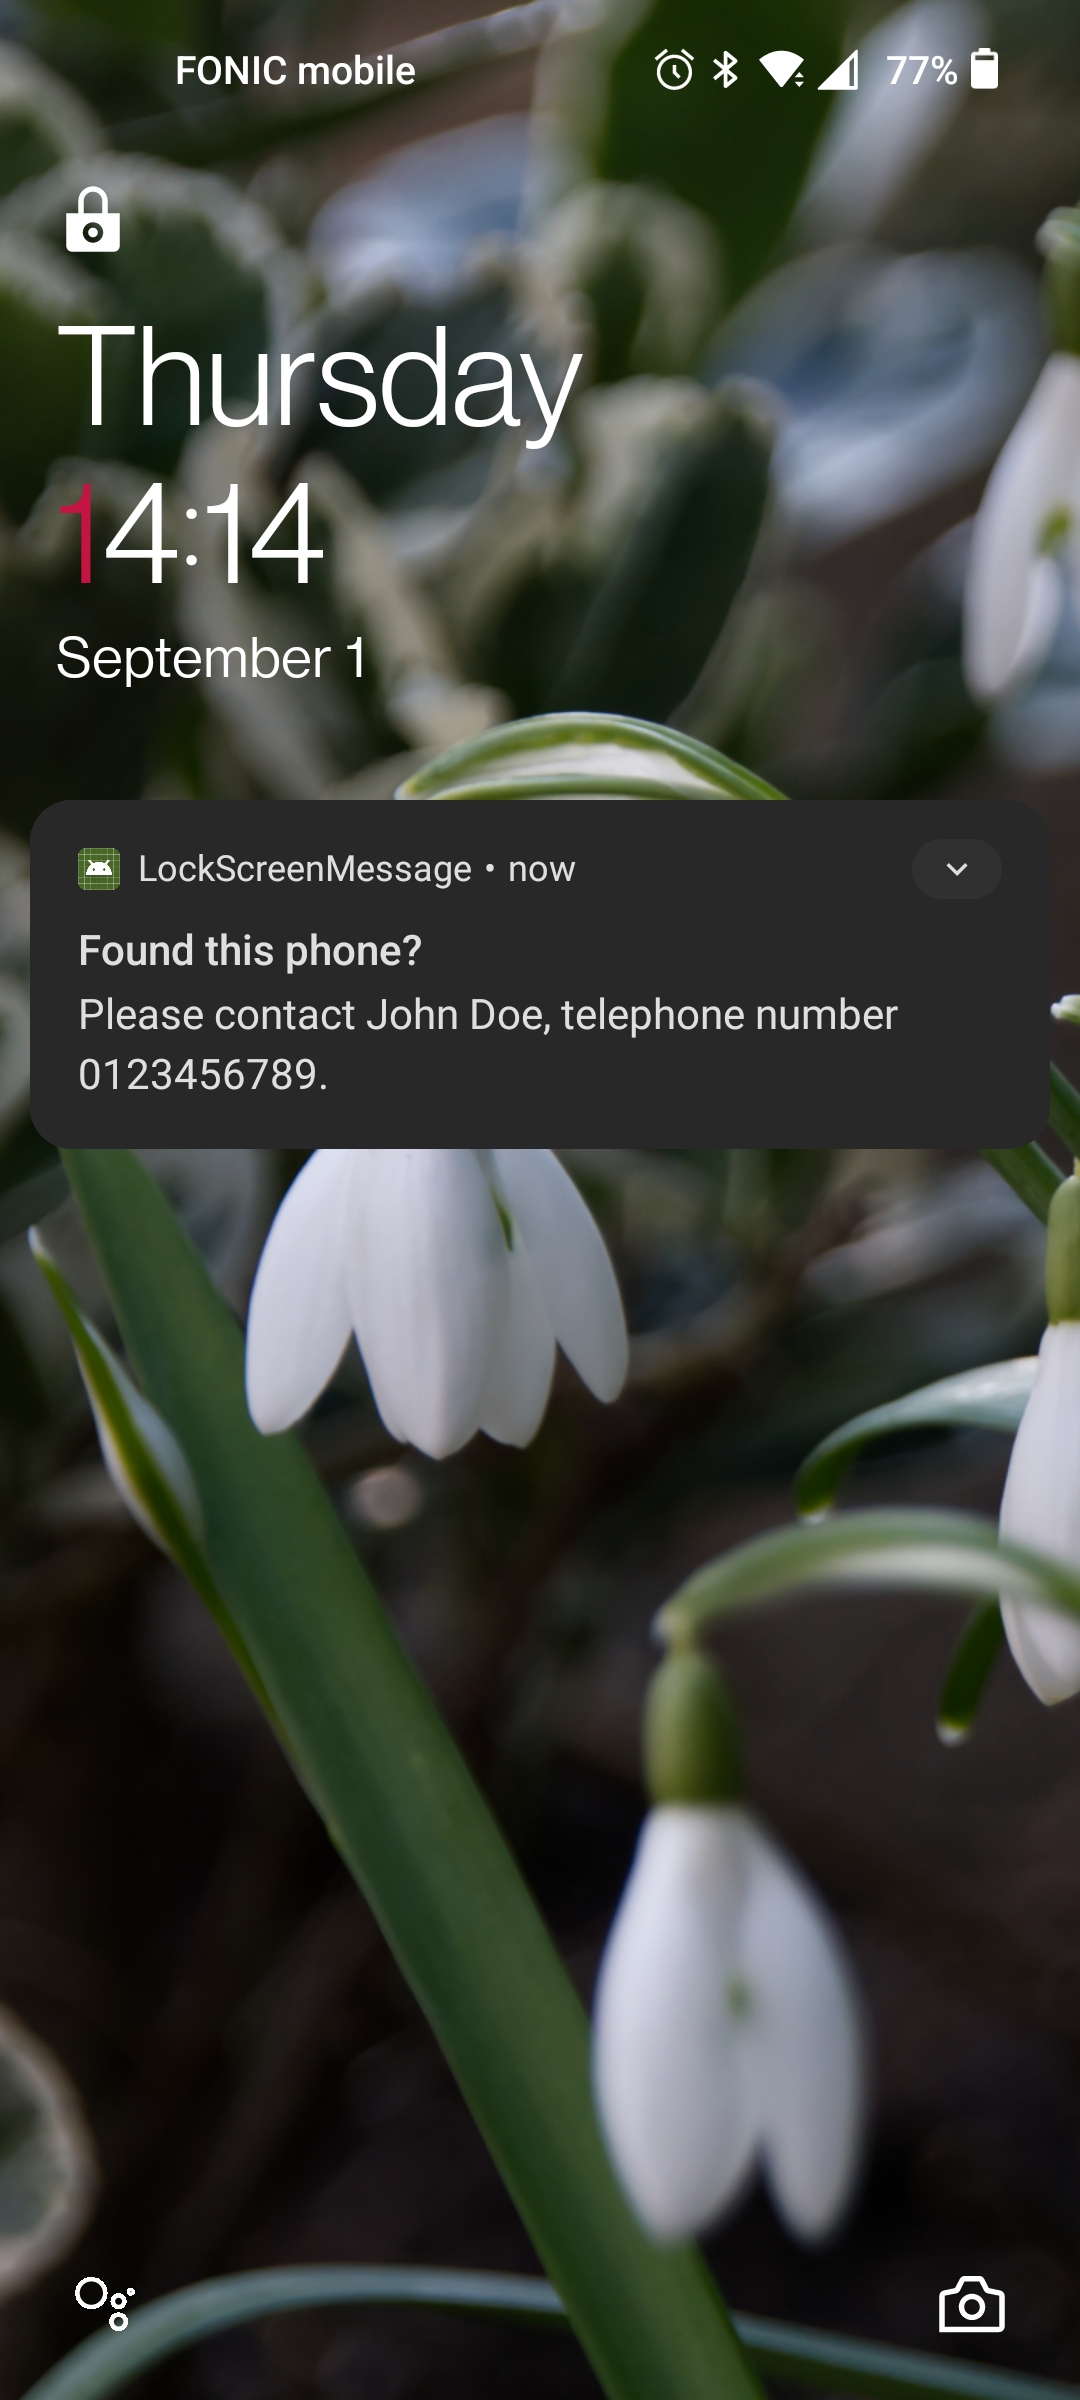 FONIC mobile
77%
Thursday
14:14
September 1
LockScreenMessage • now
Found this phone?
Please contact John Doe, telephone number
0123456789.